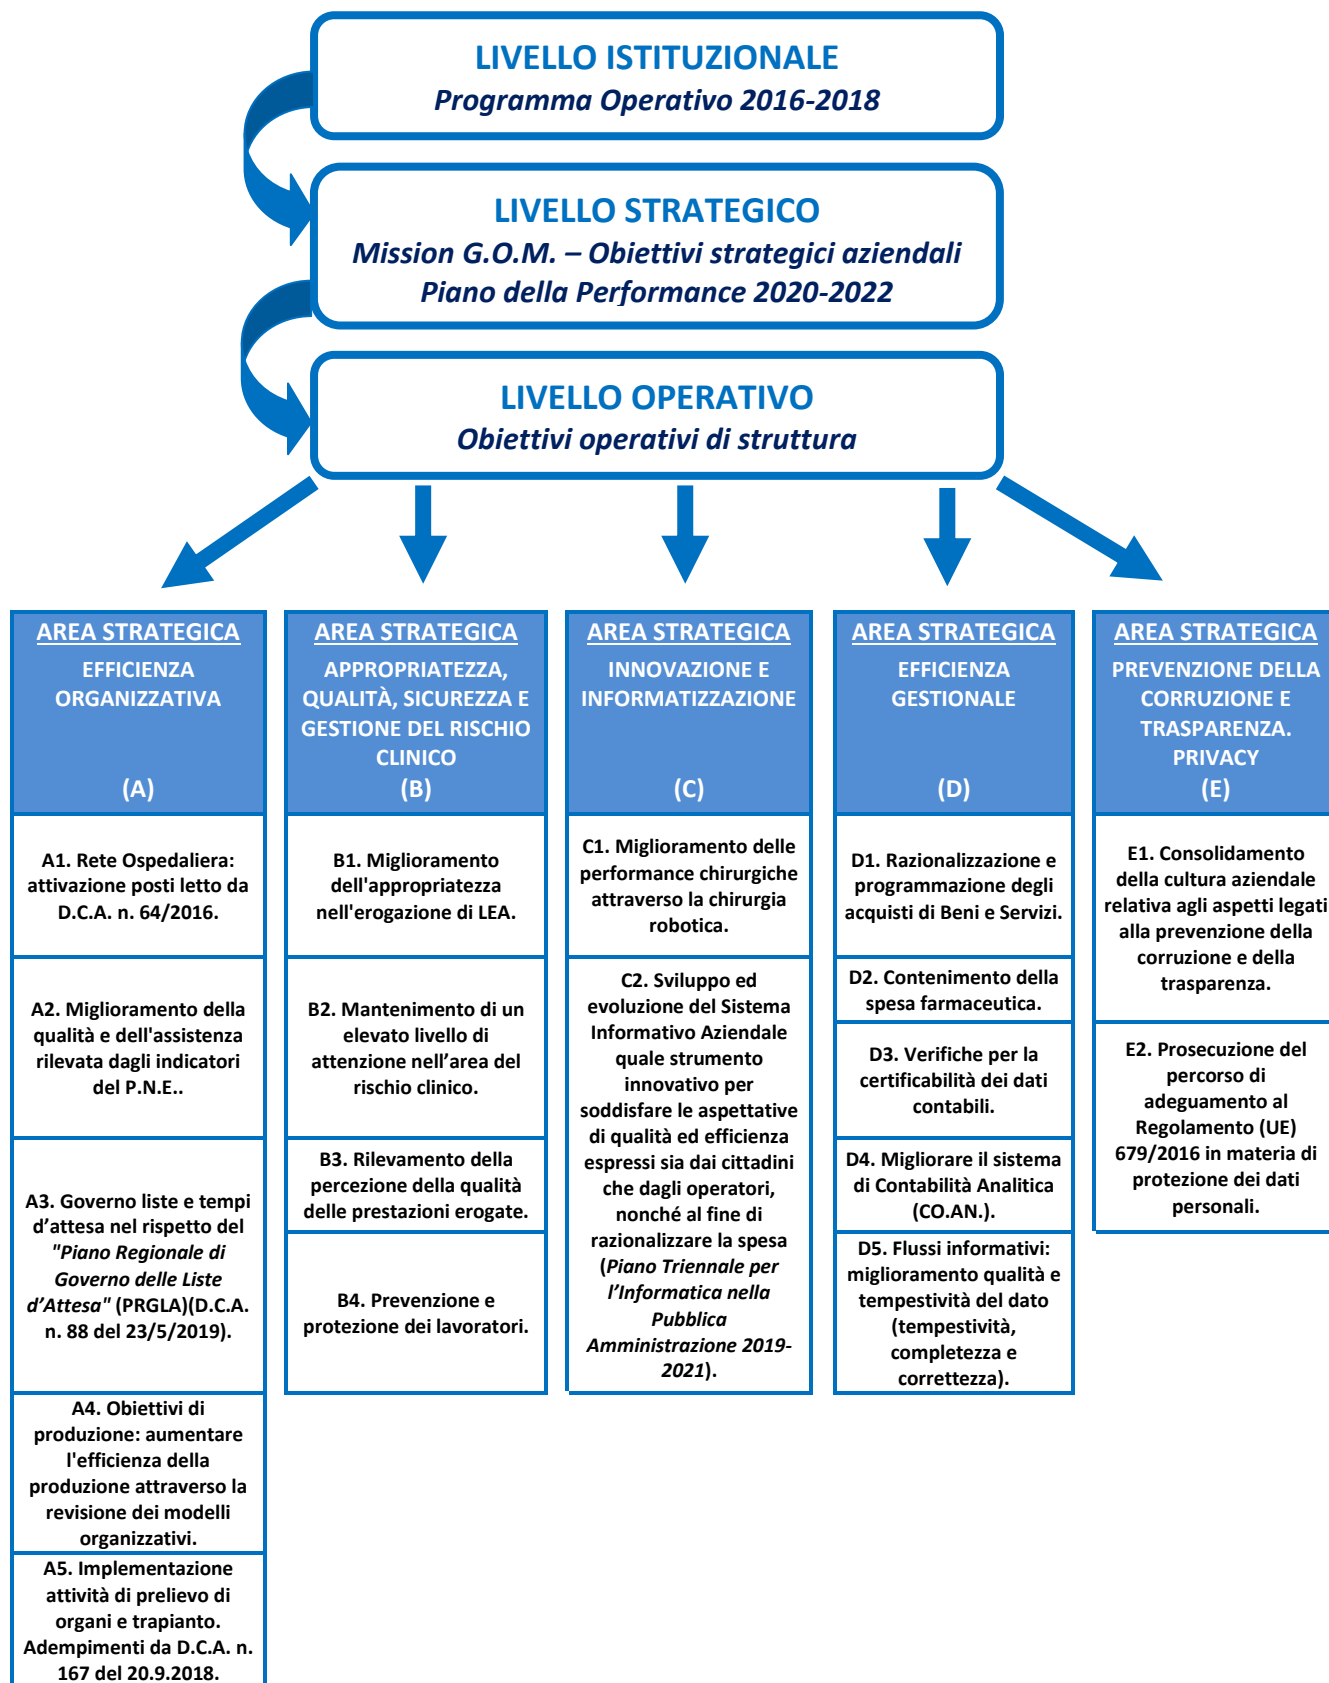 LIVELLO ISTITUZIONALE
Programma Operativo 2016-2018
LIVELLO STRATEGICO
Mission G.O.M. – Obiettivi strategici aziendali
Piano della Performance 2020-2022
LIVELLO OPERATIVO
Obiettivi operativi di struttura
AREA STRATEGICA
EFFICIENZA
ORGANIZZATIVA
(A)
A1. Rete Ospedaliera:
attivazione posti letto da
D.C.A. n. 64/2016.
A2. Miglioramento della
qualità e dell'assistenza
rilevata dagli indicatori
del P.N.E..
A3. Governo liste e tempi
d’attesa nel rispetto del
"Piano Regionale di
Governo delle Liste
d’Attesa" (PRGLA)(D.C.A.
n. 88 del 23/5/2019).
A4. Obiettivi di
produzione: aumentare
l'efficienza della
produzione attraverso la
revisione dei modelli
organizzativi.
A5. Implementazione
attività di prelievo di
organi e trapianto.
Adempimenti da D.C.A. n.
167 del 20.9.2018.
AREA STRATEGICA
APPROPRIATEZZA,
QUALITÀ, SICUREZZA E
GESTIONE DEL RISCHIO
CLINICO
(B)
B1. Miglioramento
dell'appropriatezza
nell'erogazione di LEA.
B2. Mantenimento di un
elevato livello di
attenzione nell’area del
rischio clinico.
B3. Rilevamento della
percezione della qualità
delle prestazioni erogate.
B4. Prevenzione e
protezione dei lavoratori.
AREA STRATEGICA
INNOVAZIONE E
INFORMATIZZAZIONE
(C)
C1. Miglioramento delle
performance chirurgiche
attraverso la chirurgia
robotica.
C2. Sviluppo ed
evoluzione del Sistema
Informativo Aziendale
quale strumento
innovativo per
soddisfare le aspettative
di qualità ed efficienza
espressi sia dai cittadini
che dagli operatori,
nonché al fine di
razionalizzare la spesa
(Piano Triennale per
l’Informatica nella
Pubblica
Amministrazione 2019-
2021).
AREA STRATEGICA
EFFICIENZA
GESTIONALE
(D)
D1. Razionalizzazione e
programmazione degli
acquisti di Beni e Servizi.
D2. Contenimento della
spesa farmaceutica.
D3. Verifiche per la
certificabilità dei dati
contabili.
D4. Migliorare il sistema
di Contabilità Analitica
(CO.AN.).
D5. Flussi informativi:
miglioramento qualità e
tempestività del dato
(tempestività,
completezza e
correttezza).
AREA STRATEGICA
PREVENZIONE DELLA
CORRUZIONE E
TRASPARENZA.
PRIVACY
(E)
E1. Consolidamento
della cultura aziendale
relativa agli aspetti legati
alla prevenzione della
corruzione e della
trasparenza.
E2. Prosecuzione del
percorso di
adeguamento al
Regolamento (UE)
679/2016 in materia di
protezione dei dati
personali.